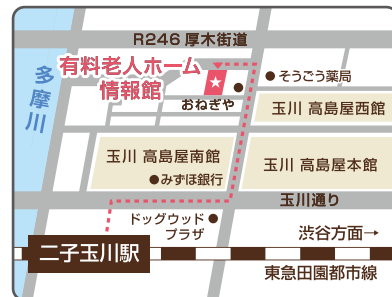 R246 厚木街道
多摩川
有料老人ホーム
情報館
そうごう薬局
おねぎや
玉川 高島屋西館
玉川 高島屋南館
みずほ銀行
玉川 高島屋本館
玉川通り
ドッグウッド
プラザ
渋谷方面→
二子玉川駅
東急田園都市線